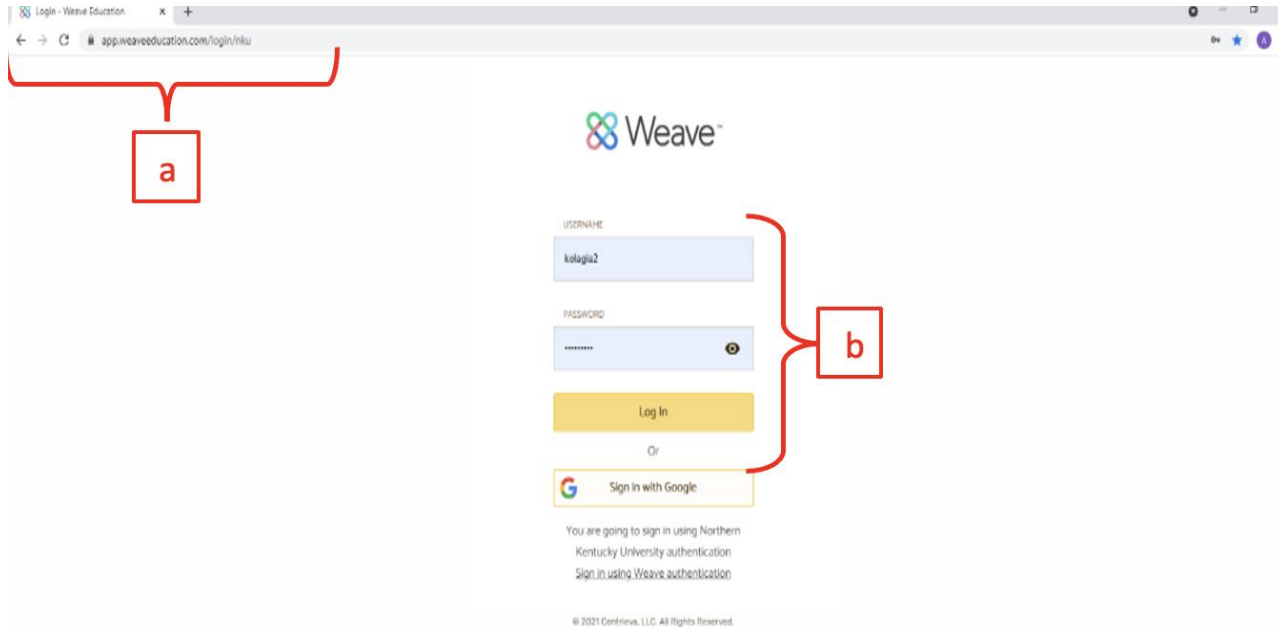 Login - Weave Education
app.weaveeducation.com/login/nku
A
a
Weave™
USERNAME
kolagia2
PASSWORD
•••••••••
b
Log In
Or
G Sign in with Google
You are going to sign in using Northern
Kentucky University authentication
Sign in using Weave authentication
© 2021 Centrieva, LLC. All Rights Reserved.